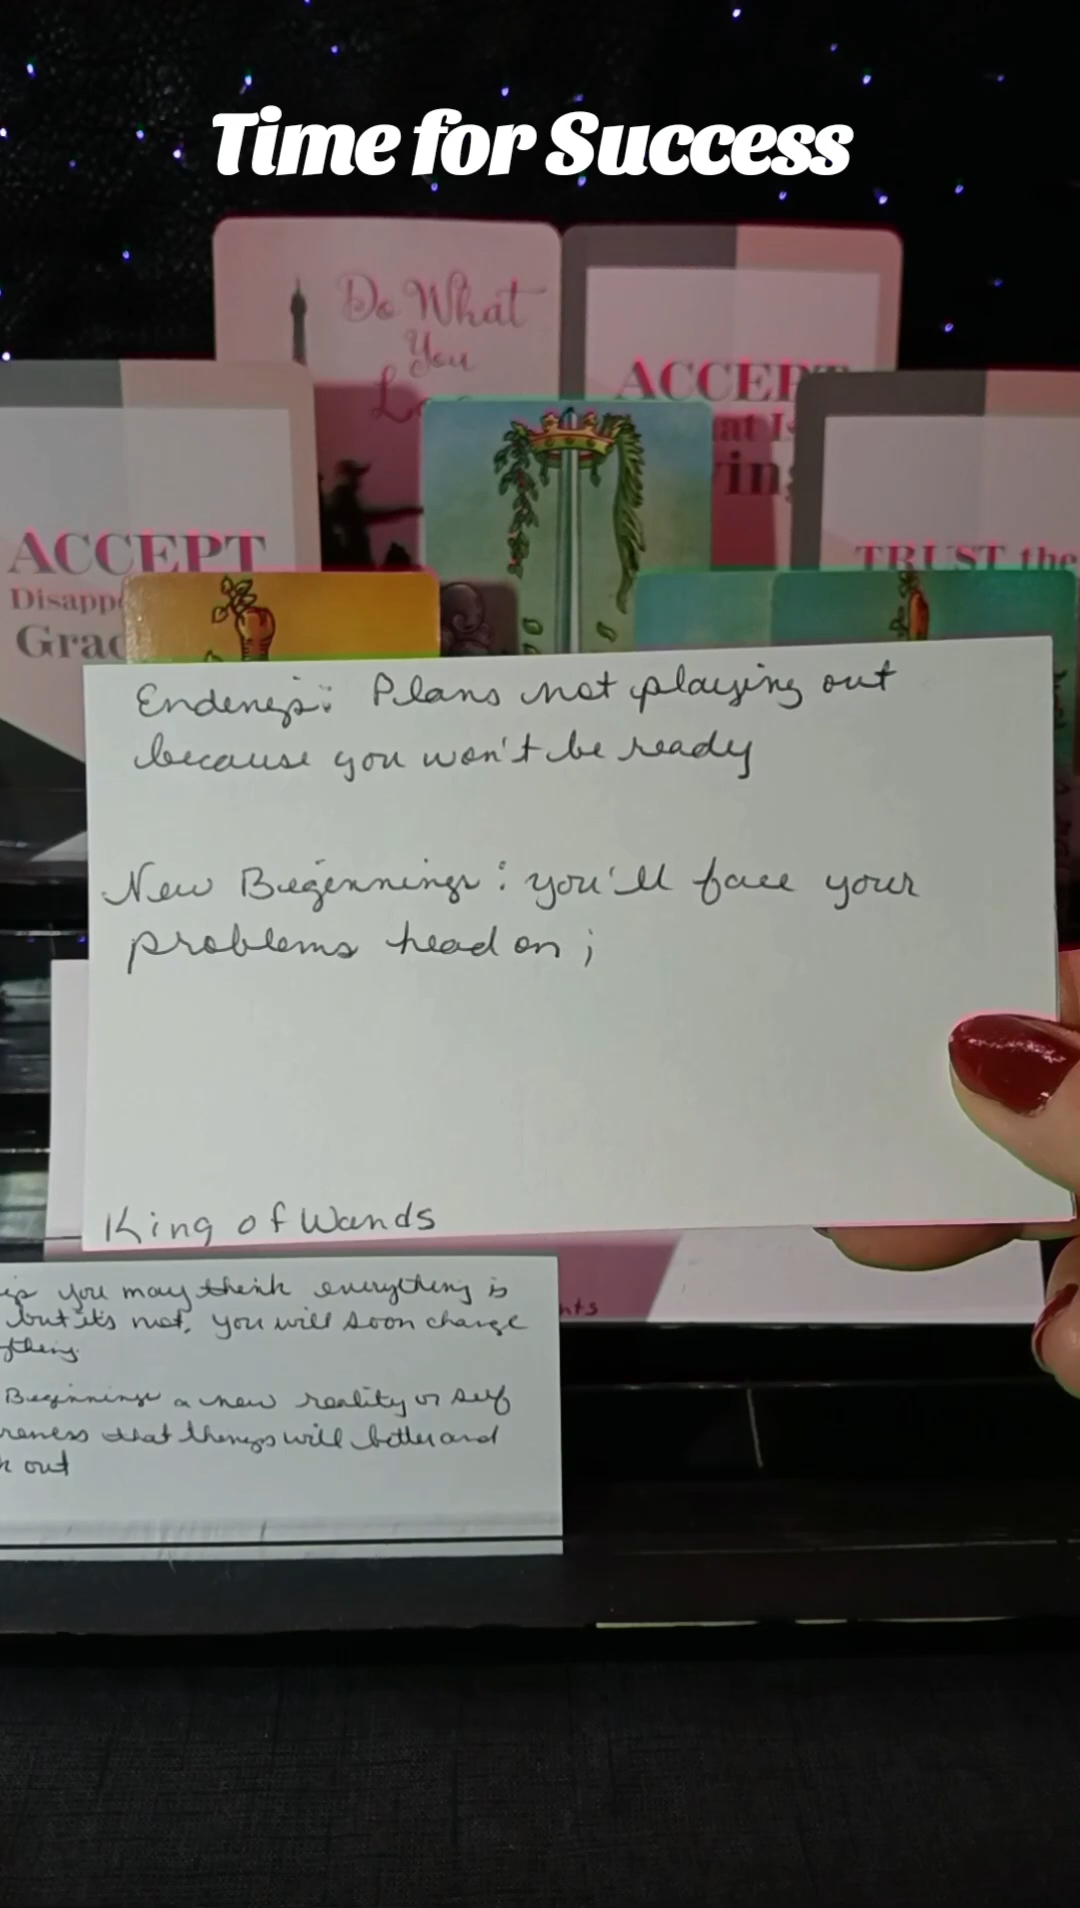 Time for Success
Do What
You
ACCEPT
ACCEPT
TRUST the
Endings: Plans not playing out
because you won't be ready
New Beginnings: you'll face your
problems head on;
King of Wands
you may think everything is
but it's not, you will soon change
Beginnings a new reality or self
that things will better and
out